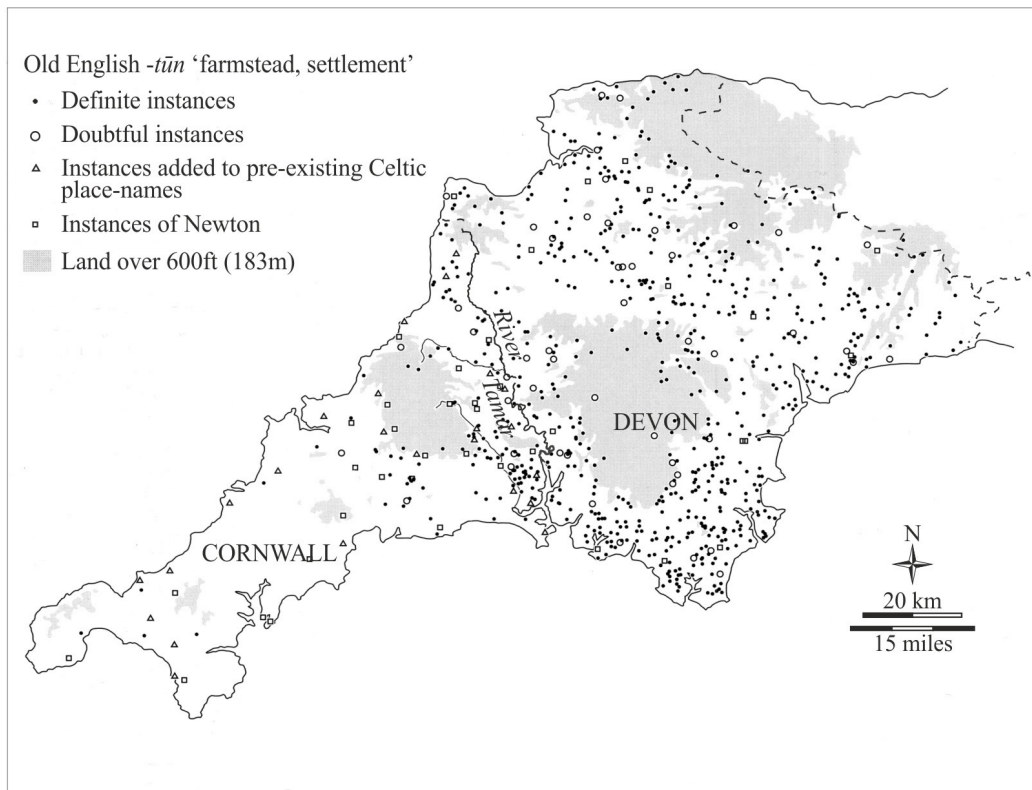 Old English -tūn ‘farmstead, settlement’
Definite instances
Doubtful instances
Instances added to pre-existing Celtic
place-names
Instances of Newton
Land over 600ft (183m)
River
Tamar
DEVON
CORNWALL
N
20 km
15 miles